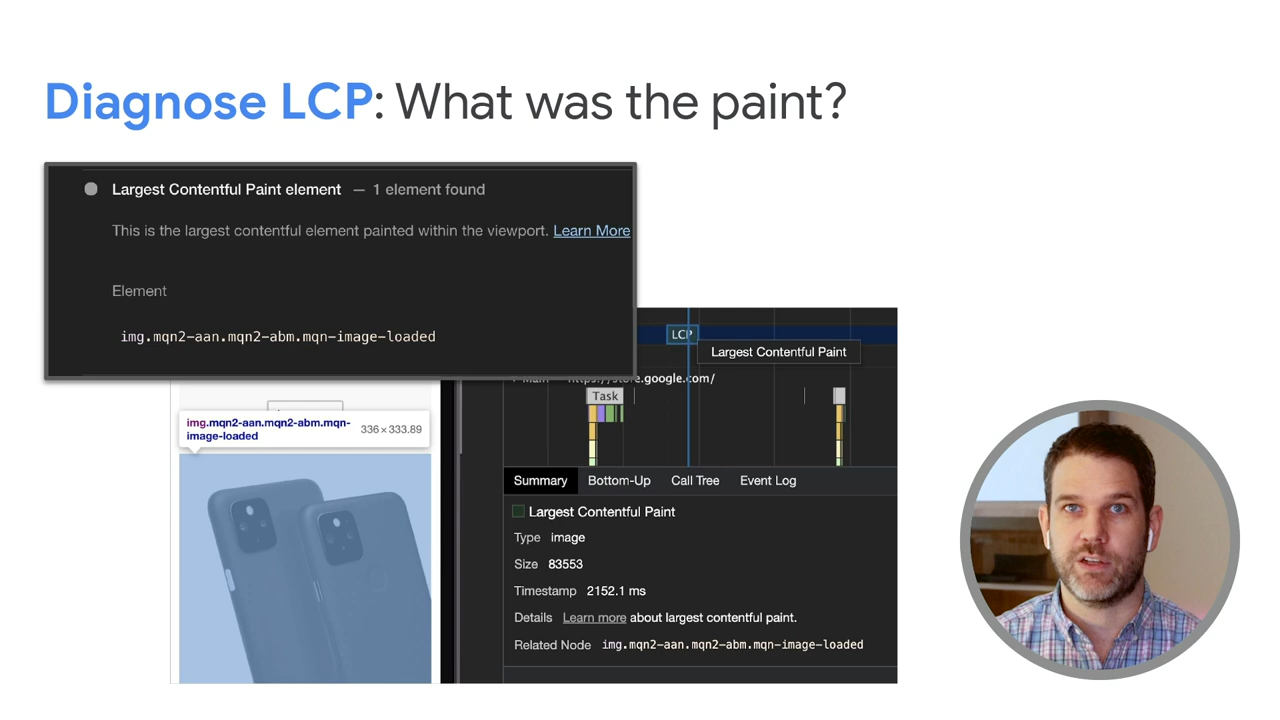 Diagnose LCP: What was the paint?
Largest Contentful Paint element — 1 element found
This is the largest contentful element painted within the viewport. Learn More
Element
img.mqn2-aan.mqn2-abm.mqn-image-loaded
LCP
Largest Contentful Paint
Task
img.mqn2-aan.mqn2-abm.mqn-
image-loaded
336 × 333.89
Summary Bottom-Up Call Tree Event Log
Largest Contentful Paint
Type image
Size 83553
Timestamp 2152.1 ms
Details Learn more about largest contentful paint.
Related Node img.mqn2-aan.mqn2-abm.mqn-image-loaded